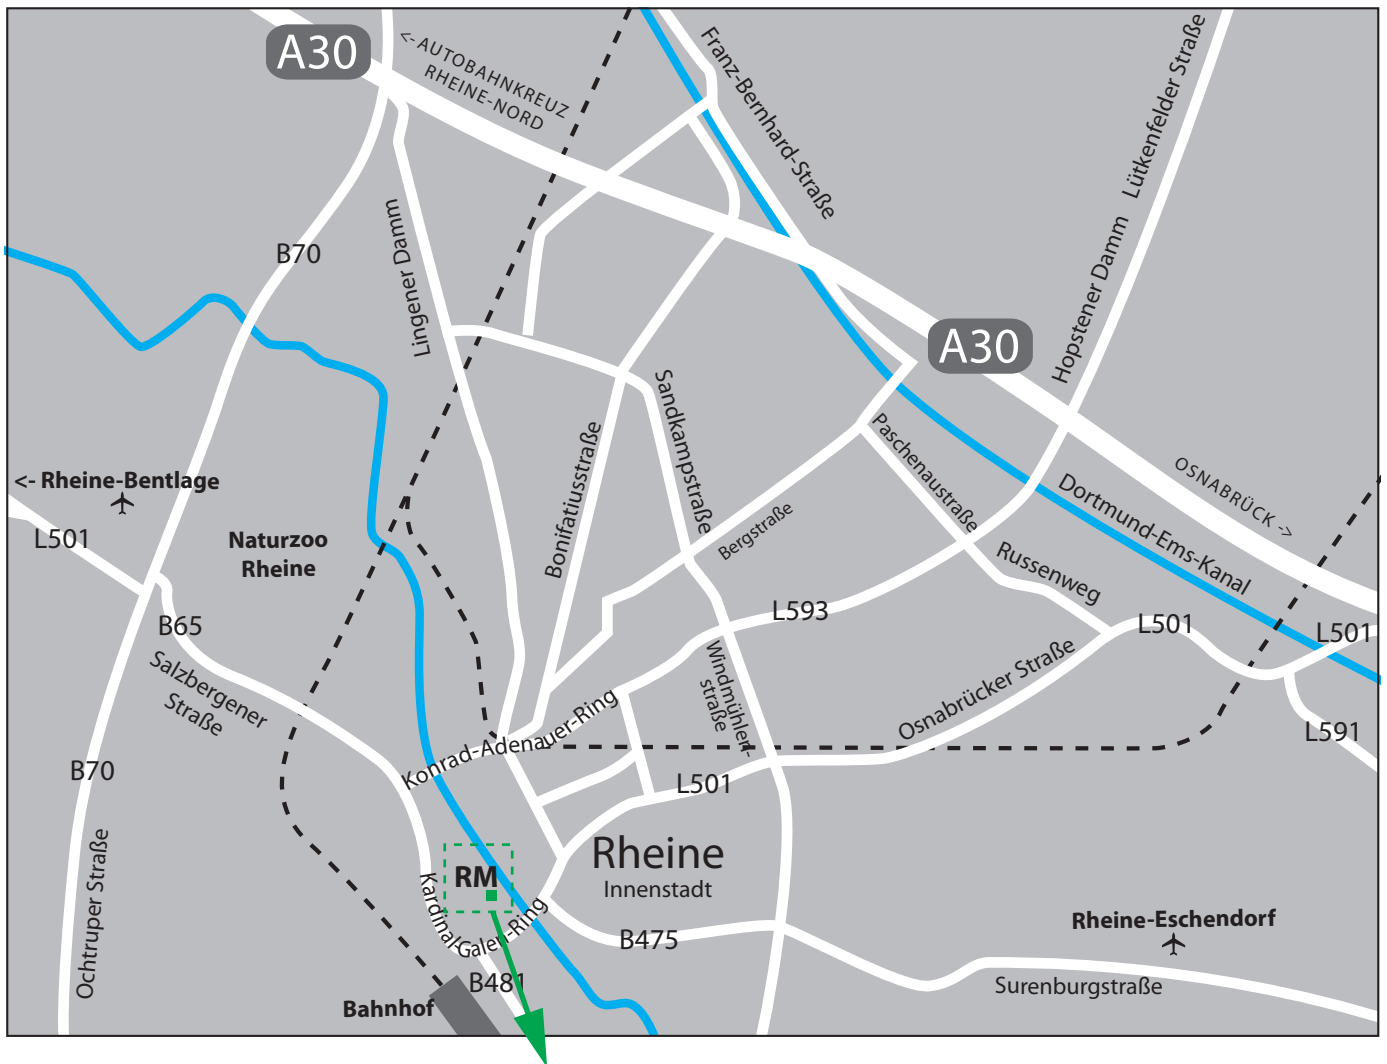 A30
<- AUTOBAHNKREUZ
RHEINE-NORD
Franz-Bernhard-Straße
Lütkenfelder Straße
Hopstener Damm
B70
Lingener Damm
A30
Sandkampstraße
Bonifatiusstraße
Paschenaustraße
Bergstraße
OSNABRÜCK ->
Dortmund-Ems-Kanal
<- Rheine-Bentlage
L501
Naturzoo
Rheine
Russenweg
L593
B65
L501
L501
Salzbergener
Straße
Windmühlen-
straße
Osnabrücker Straße
Konrad-Adenauer-Ring
L591
B70
L501
Rheine
Innenstadt
RM
Ochtruper Straße
Kardinal-
Galen-Ring
B475
Rheine-Eschendorf
B481
Surenburgstraße
Bahnhof